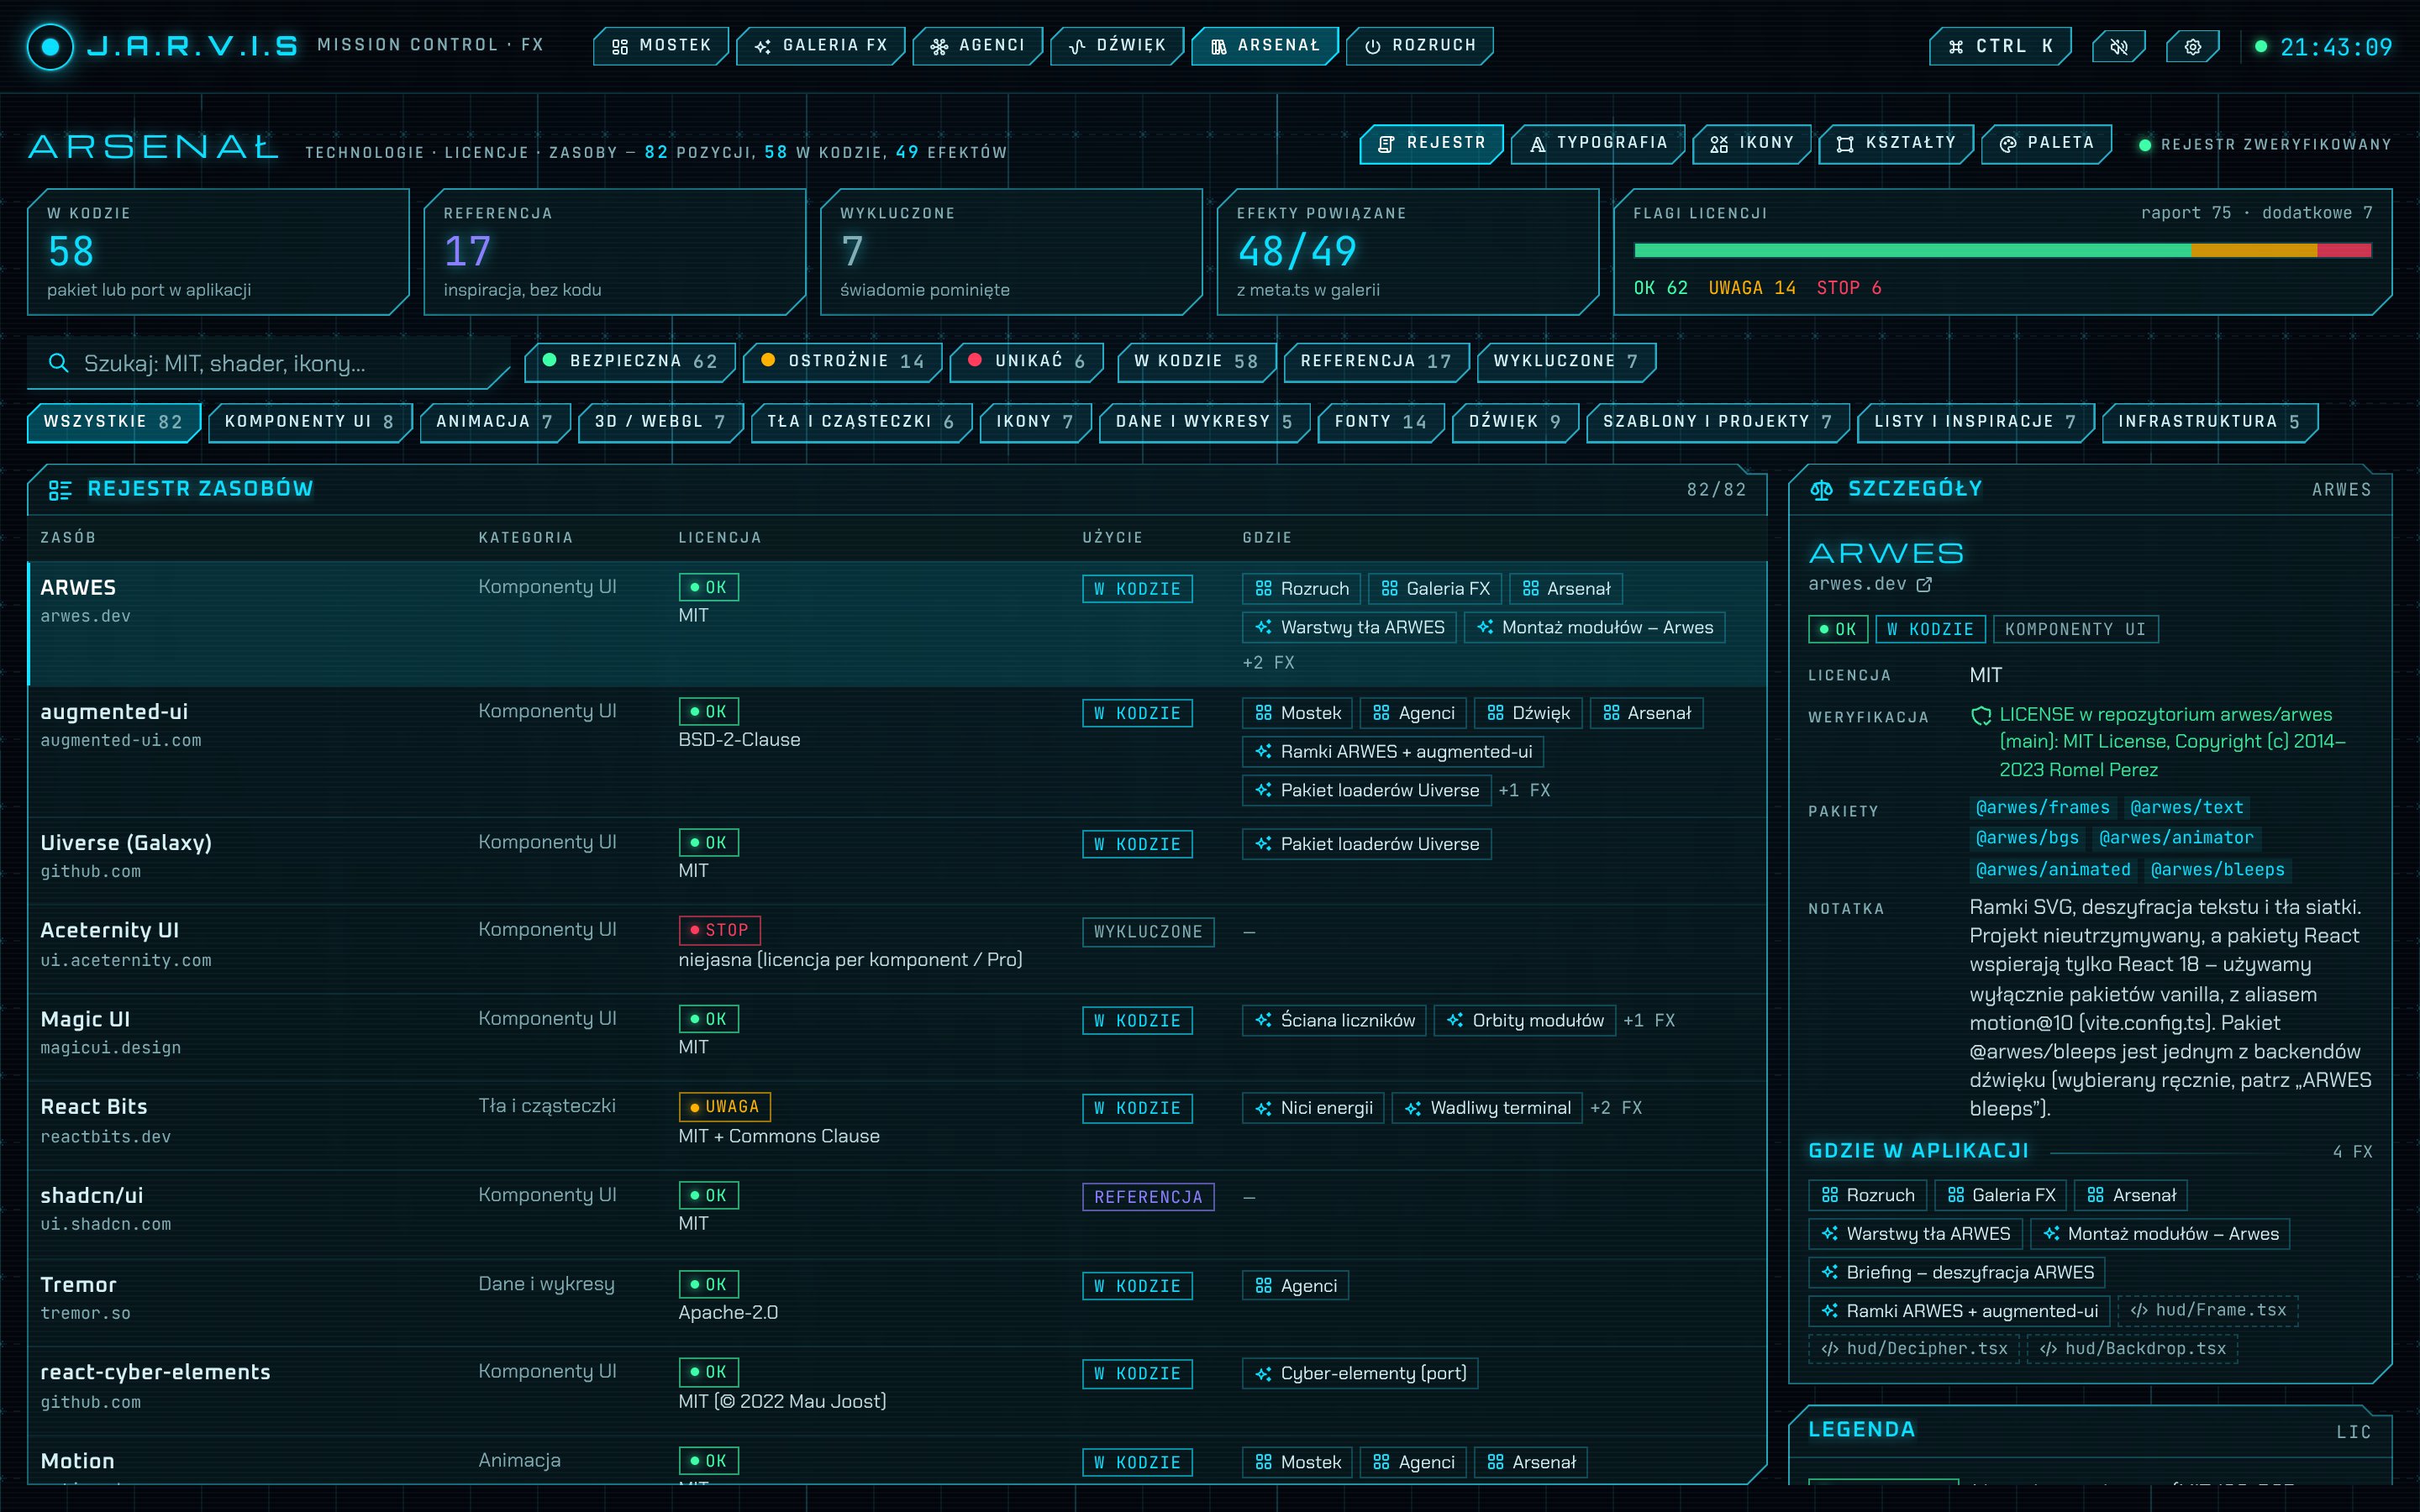 J.A.R.V.I.S MISSION CONTROL · FX MOSTEK GALERIA FX AGENCI DŹWIĘK ARSENAŁ ROZRUCH CTRL K 21:43:09
ARSENAŁ TECHNOLOGIE · LICENCJE · ZASOBY — 82 POZYCJI, 58 W KODZIE, 49 EFEKTÓW REJESTR TYPOGRAFIA IKONY KSZTAŁTY PALETA REJESTR ZWERYFIKOWANY
W KODZIE
58
pakiet lub port w aplikacji
REFERENCJA
17
inspiracja, bez kodu
WYKLUCZONE
7
świadomie pominięte
EFEKTY POWIĄZANE
48/49
z meta.ts w galerii
FLAGI LICENCJI raport 75 · dodatkowe 7
OK 62 UWAGA 14 STOP 6
Szukaj: MIT, shader, ikony... BEZPIECZNA 62 OSTROŻNIE 14 UNIKAĆ 6 W KODZIE 58 REFERENCJA 17 WYKLUCZONE 7
WSZYSTKIE 82 KOMPONENTY UI 8 ANIMACJA 7 3D / WEBGL 7 TŁA I CZĄSTECZKI 6 IKONY 7 DANE I WYKRESY 5 FONTY 14 DŹWIĘK 9 SZABLONY I PROJEKTY 7 LISTY I INSPIRACJE 7 INFRASTRUKTURA 5
REJESTR ZASOBÓW 82/82
ZASÓB KATEGORIA LICENCJA UŻYCIE GDZIE
ARWES Komponenty UI OK W KODZIE Rozruch Galeria FX Arsenał
arwes.dev MIT
Warstwy tła ARWES Montaż modułów – Arwes
+2 FX
augmented-ui Komponenty UI OK W KODZIE Mostek Agenci Dźwięk Arsenał
augmented-ui.com BSD-2-Clause
Ramki ARWES + augmented-ui
Pakiet loaderów Uiverse +1 FX
Uiverse (Galaxy) Komponenty UI OK W KODZIE Pakiet loaderów Uiverse
github.com MIT
Aceternity UI Komponenty UI STOP WYKLUCZONE —
ui.aceternity.com niejasna (licencja per komponent / Pro)
Magic UI Komponenty UI OK W KODZIE Ściana liczników Orbity modułów +1 FX
magicui.design MIT
React Bits Tła i cząsteczki UWAGA W KODZIE Nici energii Wadliwy terminal +2 FX
reactbits.dev MIT + Commons Clause
shadcn/ui Komponenty UI OK REFERENCJA —
ui.shadcn.com MIT
Tremor Dane i wykresy OK W KODZIE Agenci
tremor.so Apache-2.0
react-cyber-elements Komponenty UI OK W KODZIE Cyber-elementy (port)
github.com MIT (© 2022 Mau Joost)
Motion Animacja OK W KODZIE Mostek Agenci Arsenał
SZCZEGÓŁY ARWES
ARWES
arwes.dev
OK W KODZIE KOMPONENTY UI
LICENCJA MIT
WERYFIKACJA LICENSE w repozytorium arwes/arwes
(main): MIT License, Copyright (c) 2014–
2023 Romel Perez
PAKIETY @arwes/frames @arwes/text
@arwes/bgs @arwes/animator
@arwes/animated @arwes/bleeps
NOTATKA Ramki SVG, deszyfracja tekstu i tła siatki.
Projekt nieutrzymywany, a pakiety React
wspierają tylko React 18 – używamy
wyłącznie pakietów vanilla, z aliasem
motion@10 (vite.config.ts). Pakiet
@arwes/bleeps jest jednym z backendów
dźwięku (wybierany ręcznie, patrz „ARWES
bleeps”).
GDZIE W APLIKACJI 4 FX
Rozruch Galeria FX Arsenał
Warstwy tła ARWES Montaż modułów – Arwes
Briefing – deszyfracja ARWES
Ramki ARWES + augmented-ui hud/Frame.tsx
hud/Decipher.tsx hud/Backdrop.tsx
LEGENDA LIC